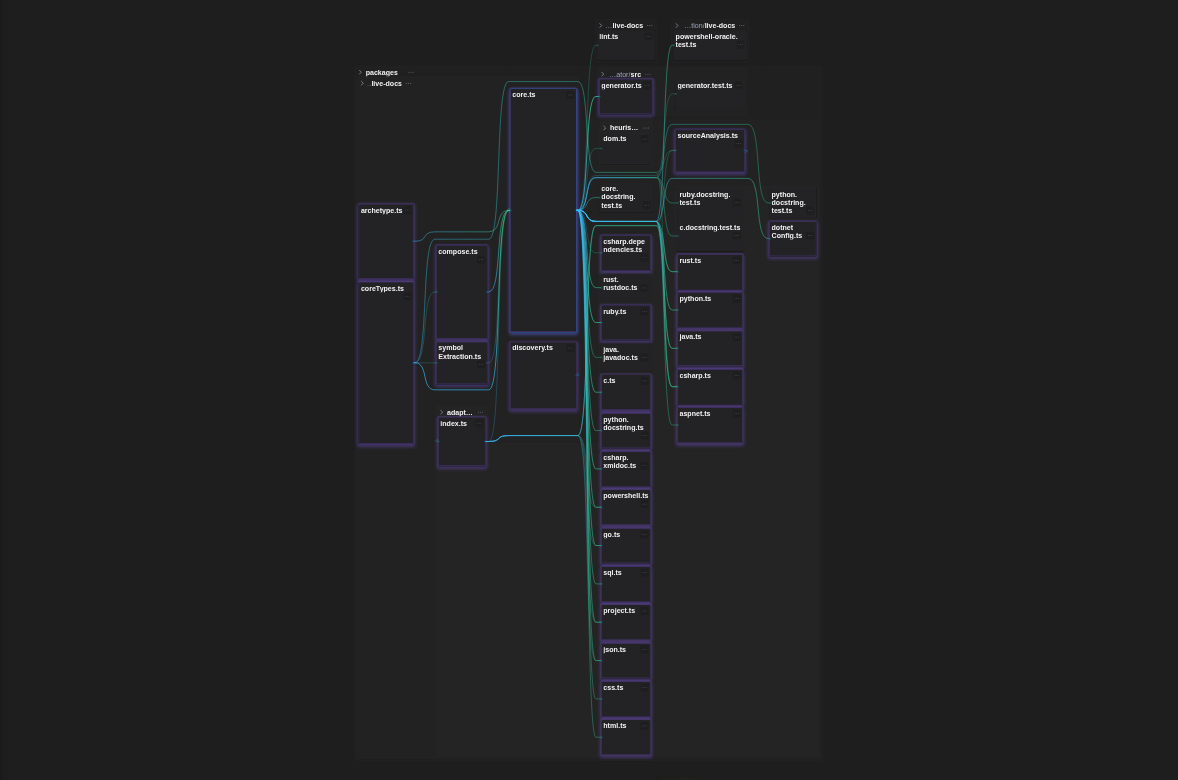 …live-docs
lint.ts
…tion/live-docs
powershell-oracle.
test.ts
packages
live-docs
…ator/src
generator.ts
generator.test.ts
core.ts
heuris…
dom.ts
sourceAnalysis.ts
archetype.ts
core.
docstring.
test.ts
ruby.docstring.
test.ts
python.
docstring.
test.ts
c.docstring.test.ts
dotnet
Config.ts
compose.ts
csharp.depe
ndencies.ts
rust.ts
coreTypes.ts
rust.
rustdoc.ts
python.ts
ruby.ts
java.ts
symbol
Extraction.ts
discovery.ts
java.
javadoc.ts
csharp.ts
c.ts
adapt…
index.ts
aspnet.ts
python.
docstring.ts
csharp.
xmldoc.ts
powershell.ts
go.ts
sql.ts
project.ts
json.ts
css.ts
html.ts